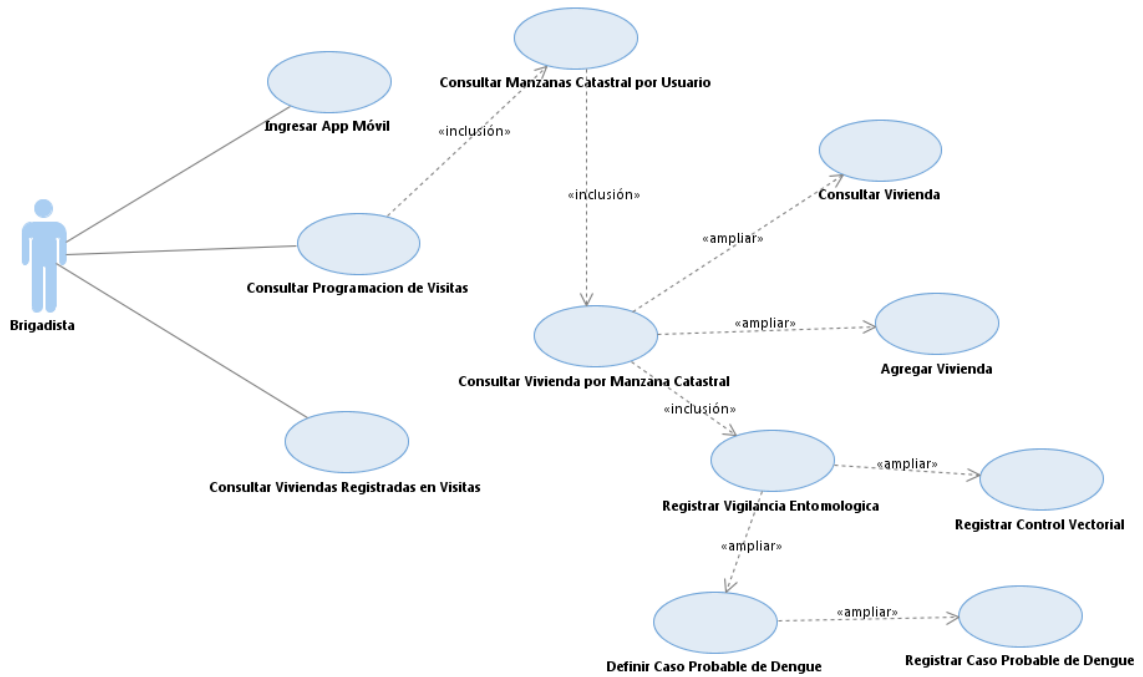 Consultar Manzanas Catastral por Usuario
Ingresar App Móvil
«inclusión»
«inclusión»
Consultar Vivienda
«ampliar»
Consultar Programacion de Visitas
Brigadista
«ampliar»
Agregar Vivienda
Consultar Vivienda por Manzana Catastral
«inclusión»
Consultar Viviendas Registradas en Visitas
«ampliar»
Registrar Vigilancia Entomologica
Registrar Control Vectorial
«ampliar»
«ampliar»
Definir Caso Probable de Dengue
Registrar Caso Probable de Dengue